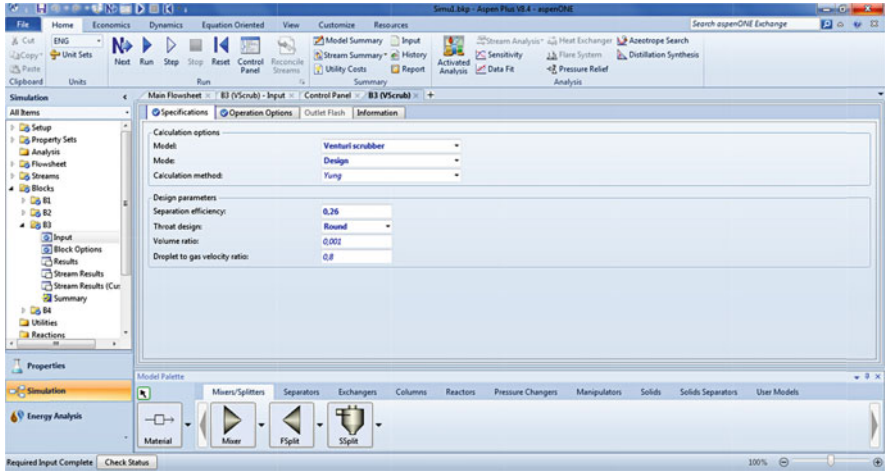 Simu1.bkp - Aspen Plus V8.4 - aspenONE
File Home Economics Dynamics Equation Oriented View Customize Resources Search aspenONE Exchange
Cut ENG Model Summary Input Stream Analysis Heat Exchanger Azeotrope Search
Copy Unit Sets Stream Summary History Sensitivity Flare System Distillation Synthesis
Paste Next Run Step Stop Reset Control Panel Reconcile Streams Utility Costs Report Activated Analysis Data Fit Pressure Relief
Clipboard Units Run Summary Analysis
Simulation Main Flowsheet B3 (VScrub) - Input Control Panel B3 (VScrub) +
All Items Specifications Operation Options Outlet Flash Information
Setup
Property Sets
Analysis
Flowsheet
Streams
Blocks
B1
B2
B3
Input
Block Options
Results
Stream Results
Stream Results (Cus
Summary
B4
Utilities
Reactions
Calculation options
Model: Venturi scrubber
Mode: Design
Calculation method: Yung
Design parameters
Separation efficiency: 0,26
Throat design: Round
Volume ratio: 0,001
Droplet to gas velocity ratio: 0,8
Properties
Simulation
Energy Analysis
Model Palette
Mixers/Splitters Separators Exchangers Columns Reactors Pressure Changers Manipulators Solids Solids Separators User Models
Material Mixer FSplit SSplit
Required Input Complete Check Status 100%